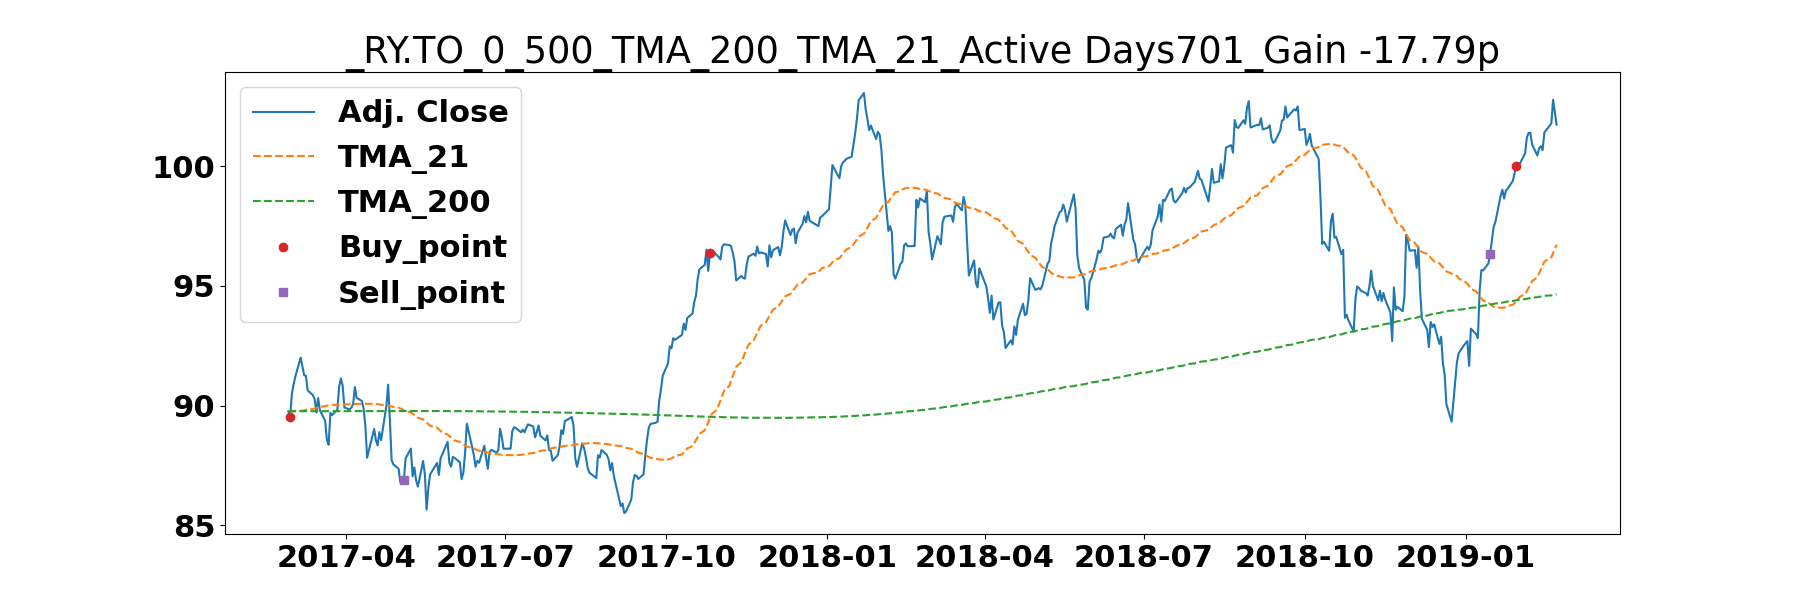 _RY.TO_0_500_TMA_200_TMA_21_Active Days701_Gain -17.79p
Adj. Close
TMA_21
TMA_200
Buy_point
Sell_point
100
95
90
85
2017-04 2017-07 2017-10 2018-01 2018-04 2018-07 2018-10 2019-01